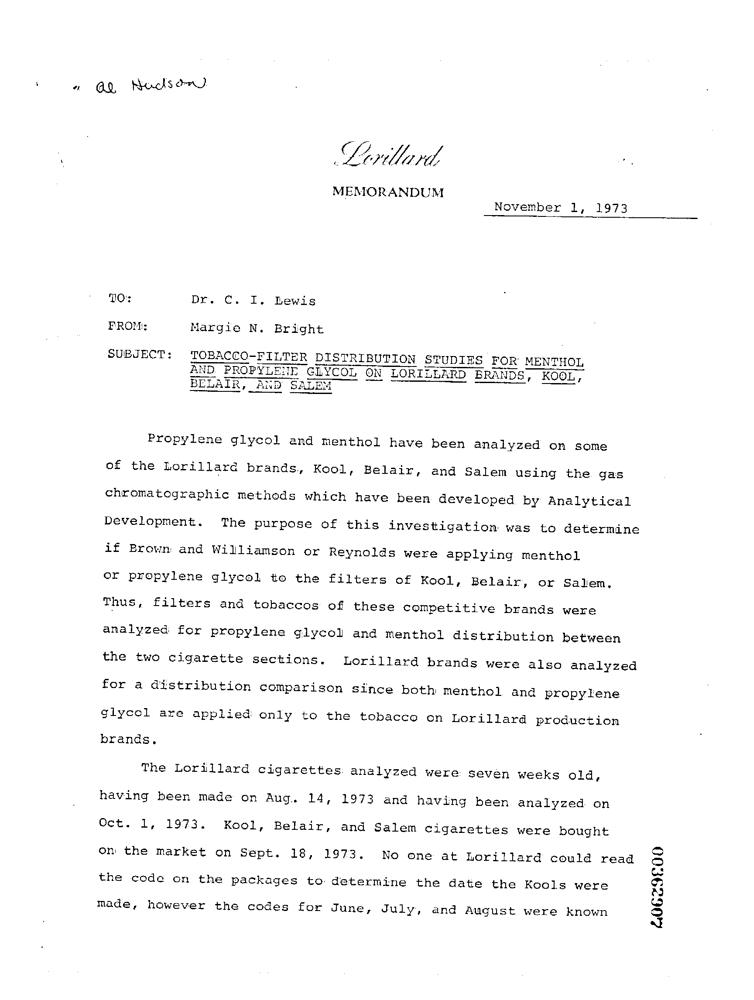 Al Hudson
Lorillard
MEMORANDUM
November 1, 1973
TO: Dr. C. I. Lewis
FROM: Margie N. Bright
SUBJECT: TOBACCO-FILTER DISTRIBUTION STUDIES FOR MENTHOL
AND PROPYLENE GLYCOL ON LORILLARD BRANDS, KOOL,
BELAIR, AND SALEM
Propylene glycol and menthol have been analyzed on some
of the Lorillard brands, Kool, Belair, and Salem using the gas
chromatographic methods which have been developed by Analytical
Development. The purpose of this investigation was to determine
if Brown and Williamson or Reynolds were applying menthol
or propylene glycol to the filters of Kool, Belair, or Salem.
Thus, filters and tobaccos of these competitive brands were
analyzed for propylene glycol and menthol distribution between
the two cigarette sections. Lorillard brands were also analyzed
for a distribution comparison since both menthol and propylene
glycol are applied only to the tobacco on Lorillard production
brands.
The Lorillard cigarettes analyzed were seven weeks old,
having been made on Aug. 14, 1973 and having been analyzed on
Oct. 1, 1973. Kool, Belair, and Salem cigarettes were bought
on the market on Sept. 18, 1973. No one at Lorillard could read
the code on the packages to determine the date the Kools were
made, however the codes for June, July, and August were known
00362907